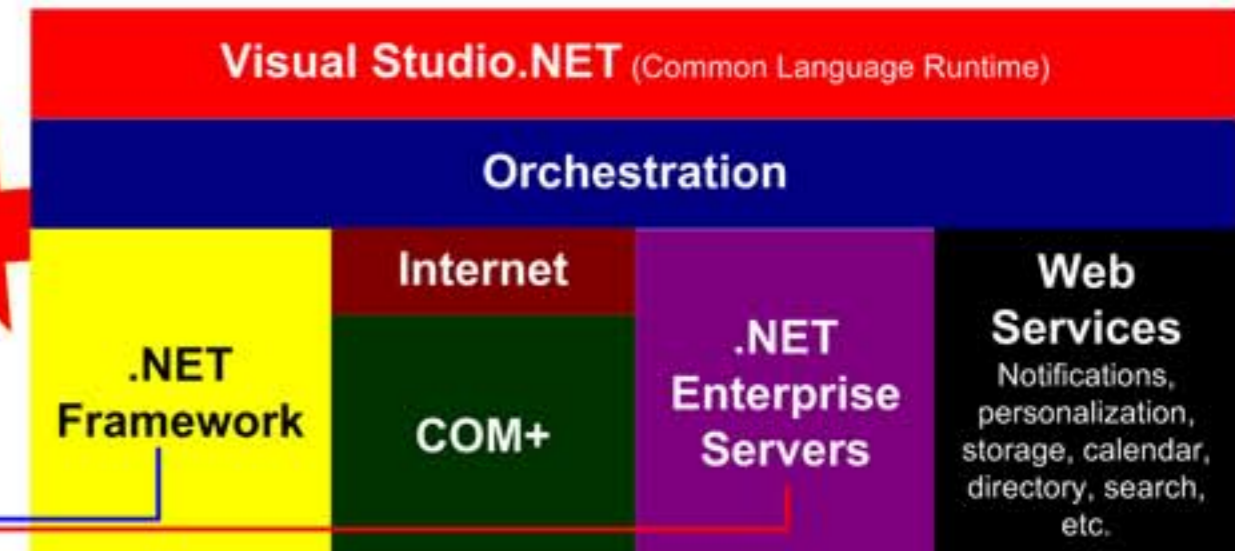 Visual Studio.NET (Common Language Runtime)
Orchestration
.NET
Framework
Internet
COM+
.NET
Enterprise
Servers
Web
Services
Notifications,
personalization,
storage, calendar,
directory, search,
etc.